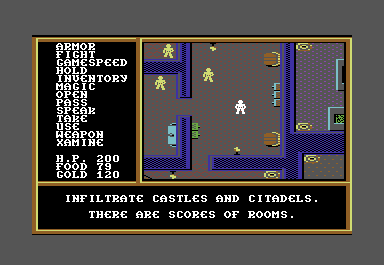 ARMOR
FIGHT
GAMESPEED
HOLD
INVENTORY
MAGIC
OPEN
PASS
SPEAK
TAKE
USE
WEAPON
XAMINE
H.P. 200
FOOD 79
GOLD 120
INFILTRATE CASTLES AND CITADELS.
THERE ARE SCORES OF ROOMS.